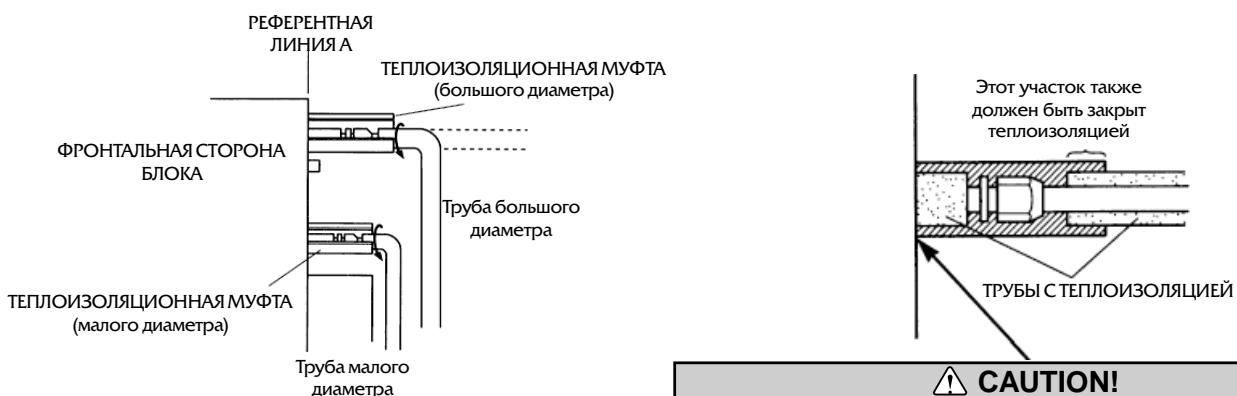 РЕФЕРЕНТНАЯ
ЛИНИЯ А
ТЕПЛОИЗОЛЯЦИОННАЯ МУФТА
(большого диаметра)
ФРОНТАЛЬНАЯ СТОРОНА
БЛОКА
Труба большого
диаметра
ТЕПЛОИЗОЛЯЦИОННАЯ МУФТА
(малого диаметра)
Труба малого
диаметра
Этот участок также
должен быть закрыт
теплоизоляцией
ТРУБЫ С ТЕПЛОИЗОЛЯЦИЕЙ
CAUTION!